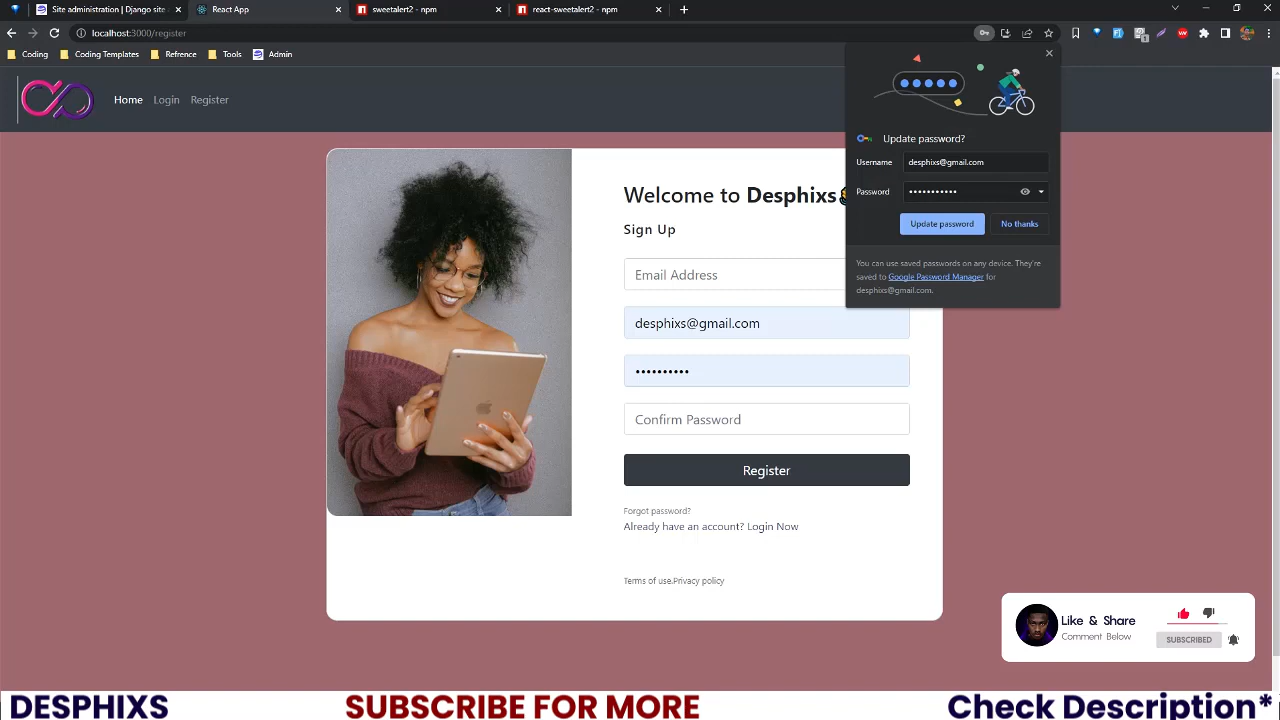 Site administration | Django site
React App
sweetalert2 - npm
react-sweetalert2 - npm
localhost:3000/register
Coding
Coding Templates
Refrence
Tools
Admin
Home
Login
Register
Update password?
Username
desphixs@gmail.com
Password
•••••••••••
Update password
No thanks
You can use saved passwords on any device. They're
saved to Google Password Manager for
desphixs@gmail.com.
Welcome to Desphixs
Sign Up
Email Address
desphixs@gmail.com
••••••••••
Confirm Password
Register
Forgot password?
Already have an account? Login Now
Terms of use.Privacy policy
Like & Share
Comment Below
SUBSCRIBED
DESPHIXS
SUBSCRIBE FOR MORE
Check Description*